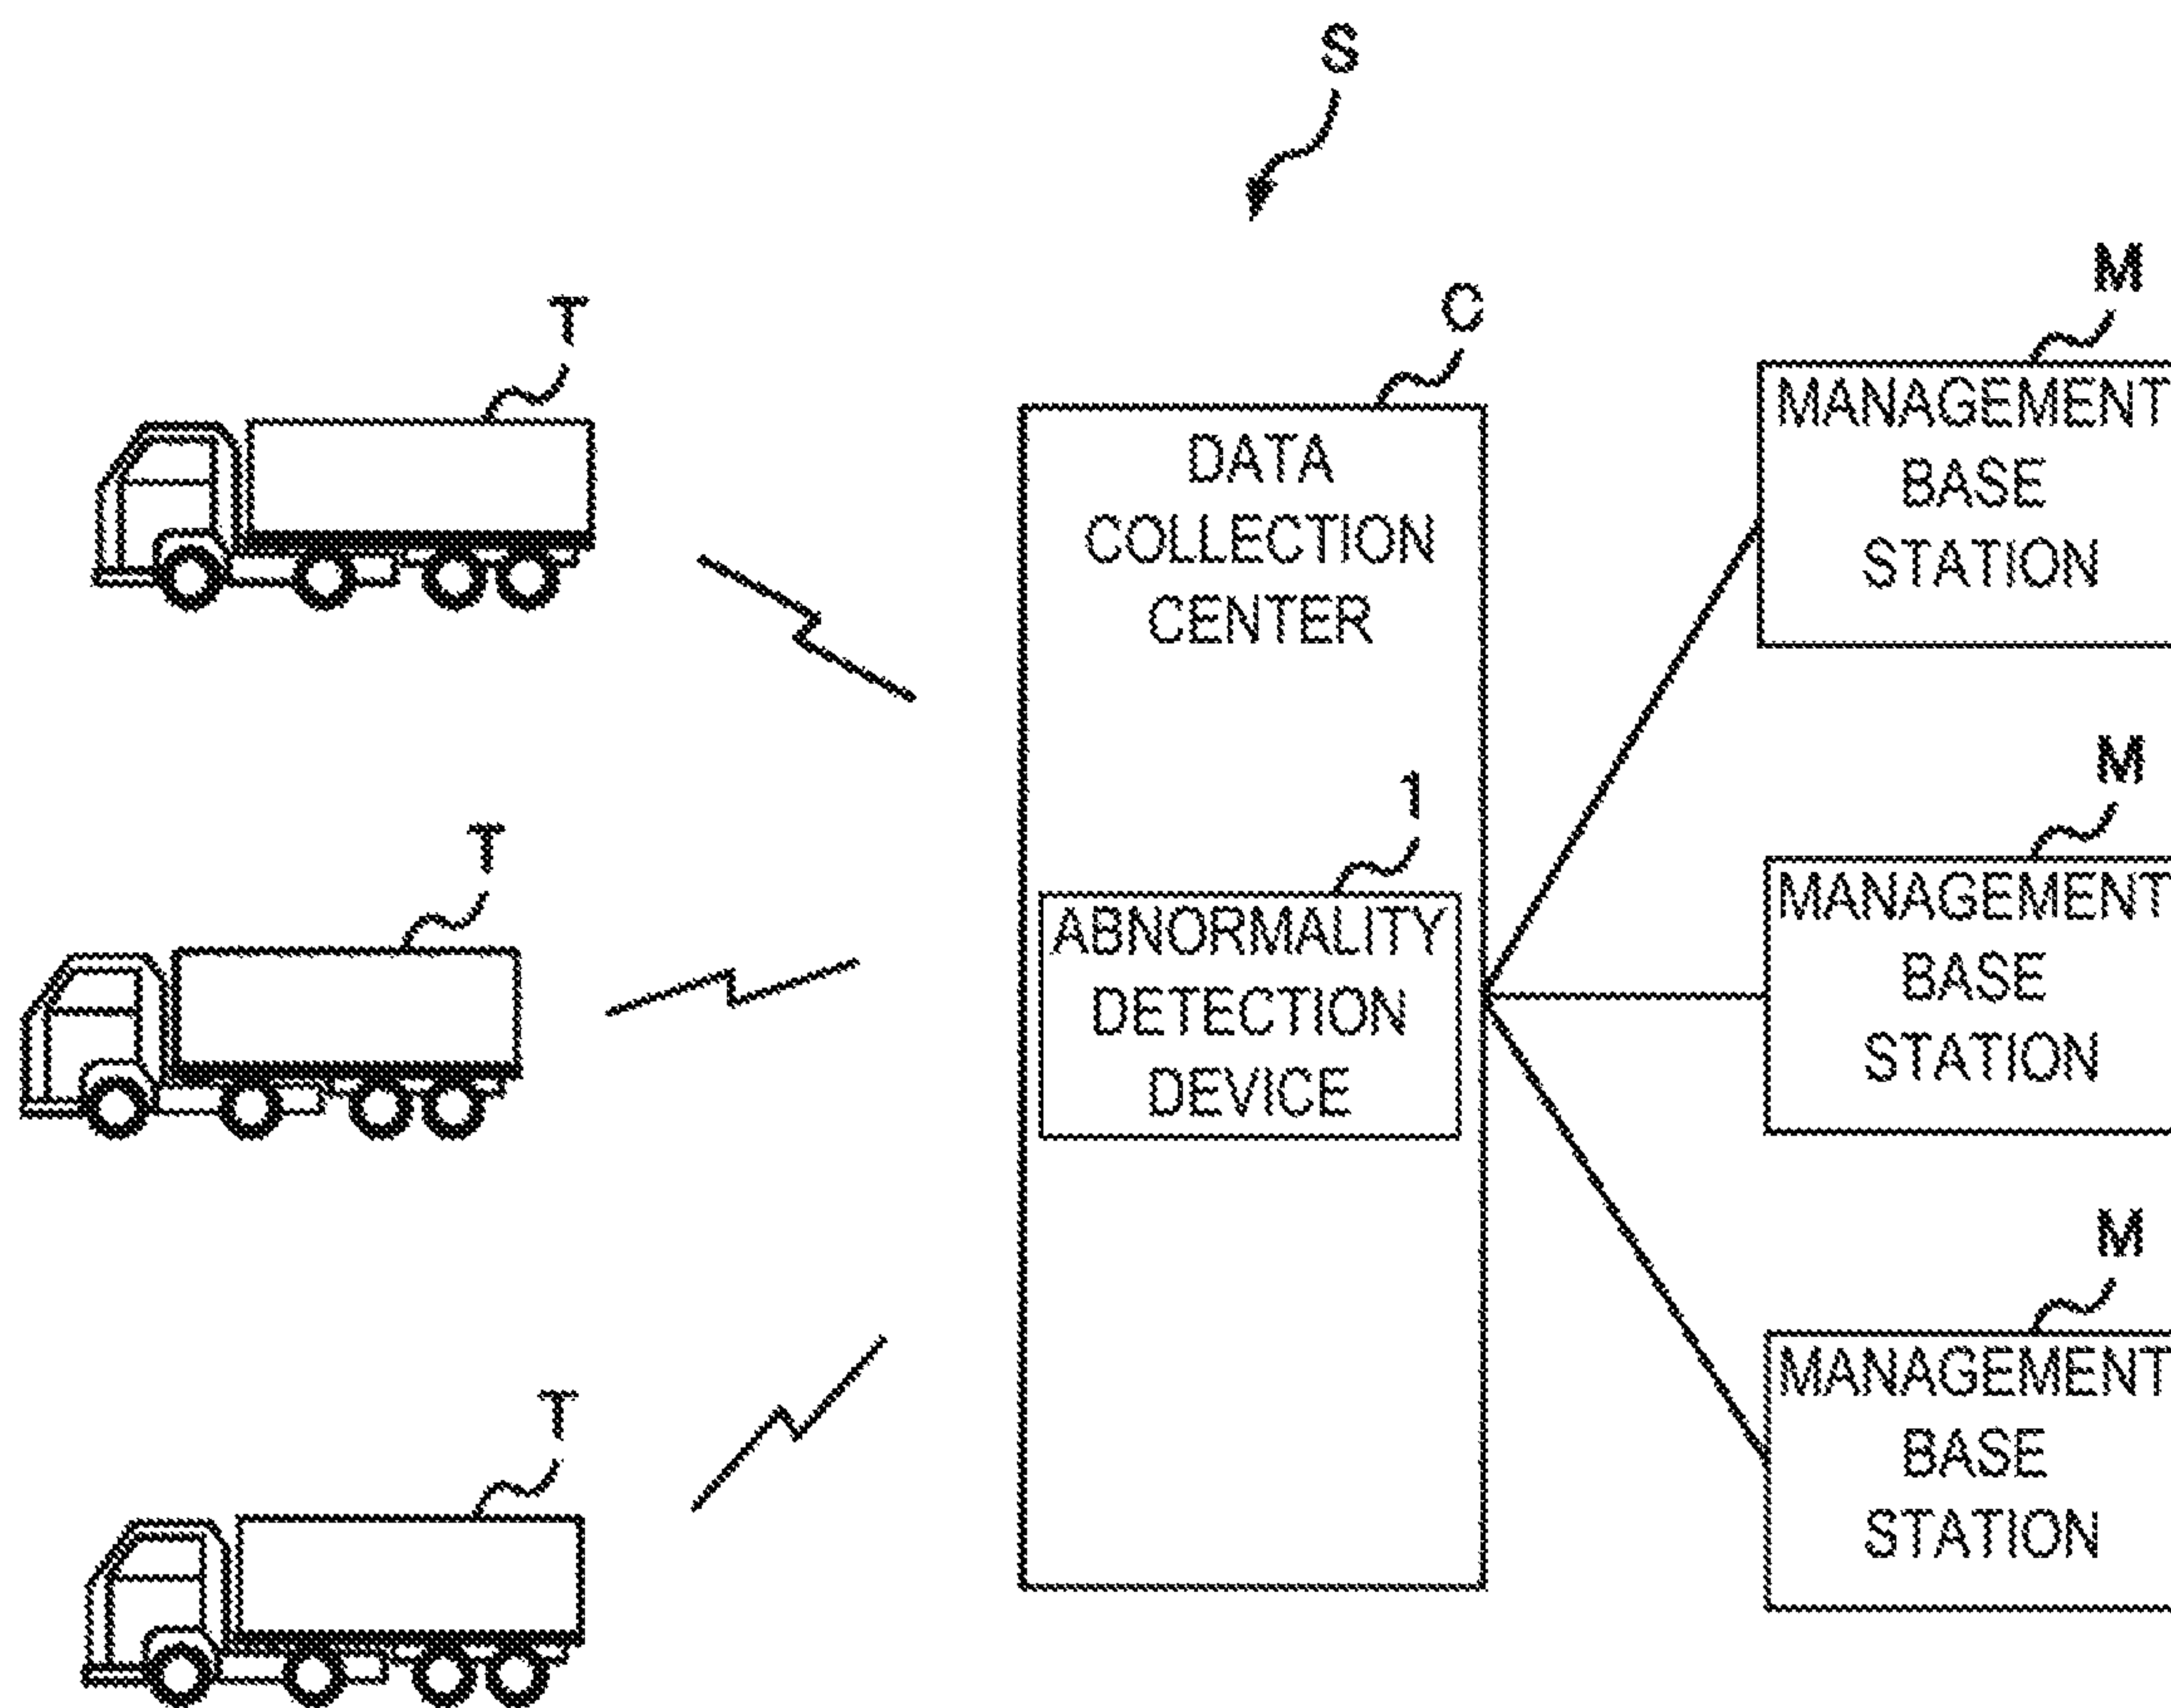 S
T
C
DATA
COLLECTION
CENTER
M
MANAGEMENT
BASE
STATION
T
1
ABNORMALITY
DETECTION
DEVICE
M
MANAGEMENT
BASE
STATION
T
M
MANAGEMENT
BASE
STATION